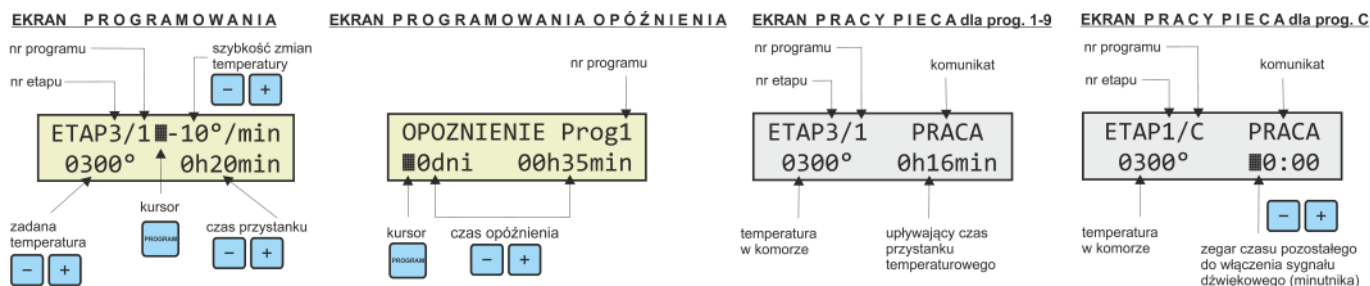 EKRAN PROGRAMOWANIA
nr programu
szybkość zmian
temperatury
nr etapu
- +
ETAP3/1 -10°/min
0300° 0h20min
zadana
temperatura
- +
kursor
PROGRAM
czas przystanku
- +
EKRAN PROGRAMOWANIA OPÓŹNIENIA
nr programu
OPOZNIENIE Prog1
0dni 00h35min
kursor
PROGRAM
czas opóźnienia
- +
EKRAN PRACY PIECA dla prog. 1-9
nr programu
nr etapu
komunikat
ETAP3/1 PRACA
0300° 0h16min
temperatura
w komorze
upływający czas
przystanku
temperaturowego
EKRAN PRACY PIECA dla prog. C
nr programu
nr etapu
komunikat
ETAP1/C PRACA
0300° 0:00
- +
temperatura
w komorze
zegar czasu pozostałego
do włączenia sygnału
dźwiękowego (minutnika)